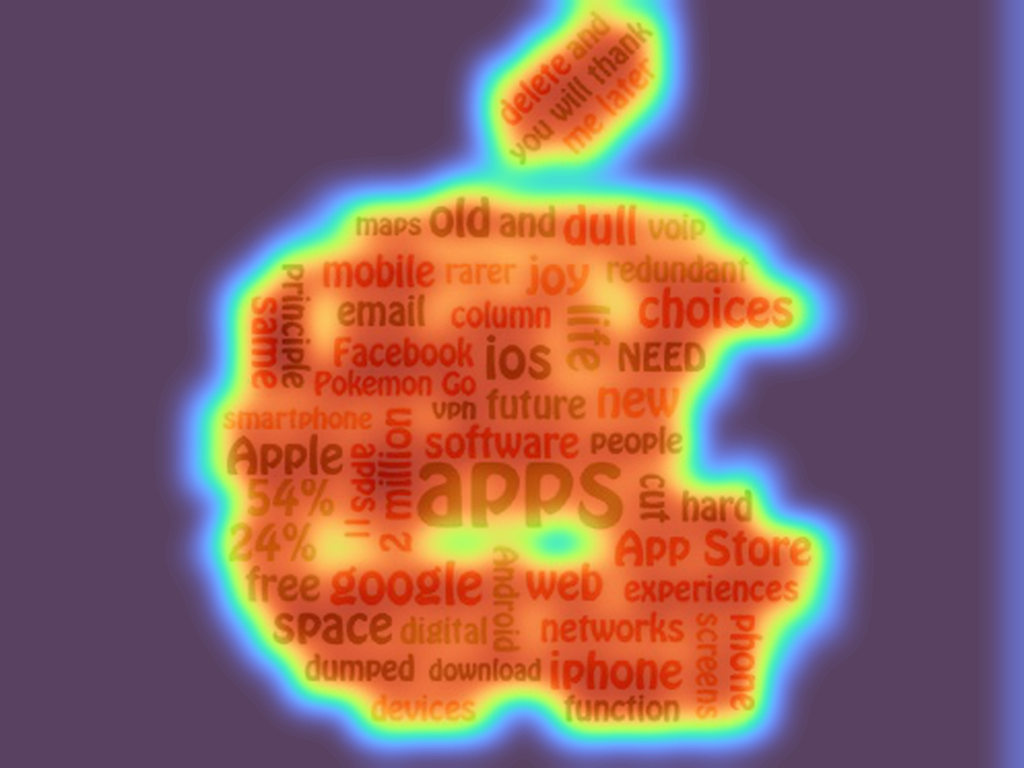 delete and
you will thank
me later
maps old and dull voip
mobile rarer joy redundant
principle
same
email column life choices
Facebook ios NEED
Pokemon Go
vpn future new
smartphone
million
software people
Apple
apps
apps
cut
54%
hard
11
2
24%
App Store
free google Android web experiences
space digital networks
screens
phone
dumped download iphone
devices function